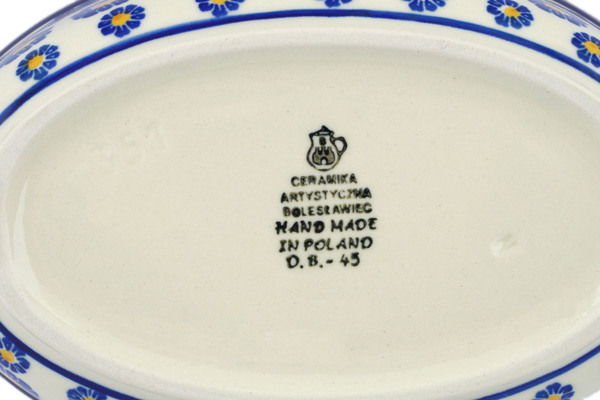 CERAMIKA
ARTYSTYCZNA
BOLESŁAWIEC
HAND MADE
IN POLAND
D.B.- 45